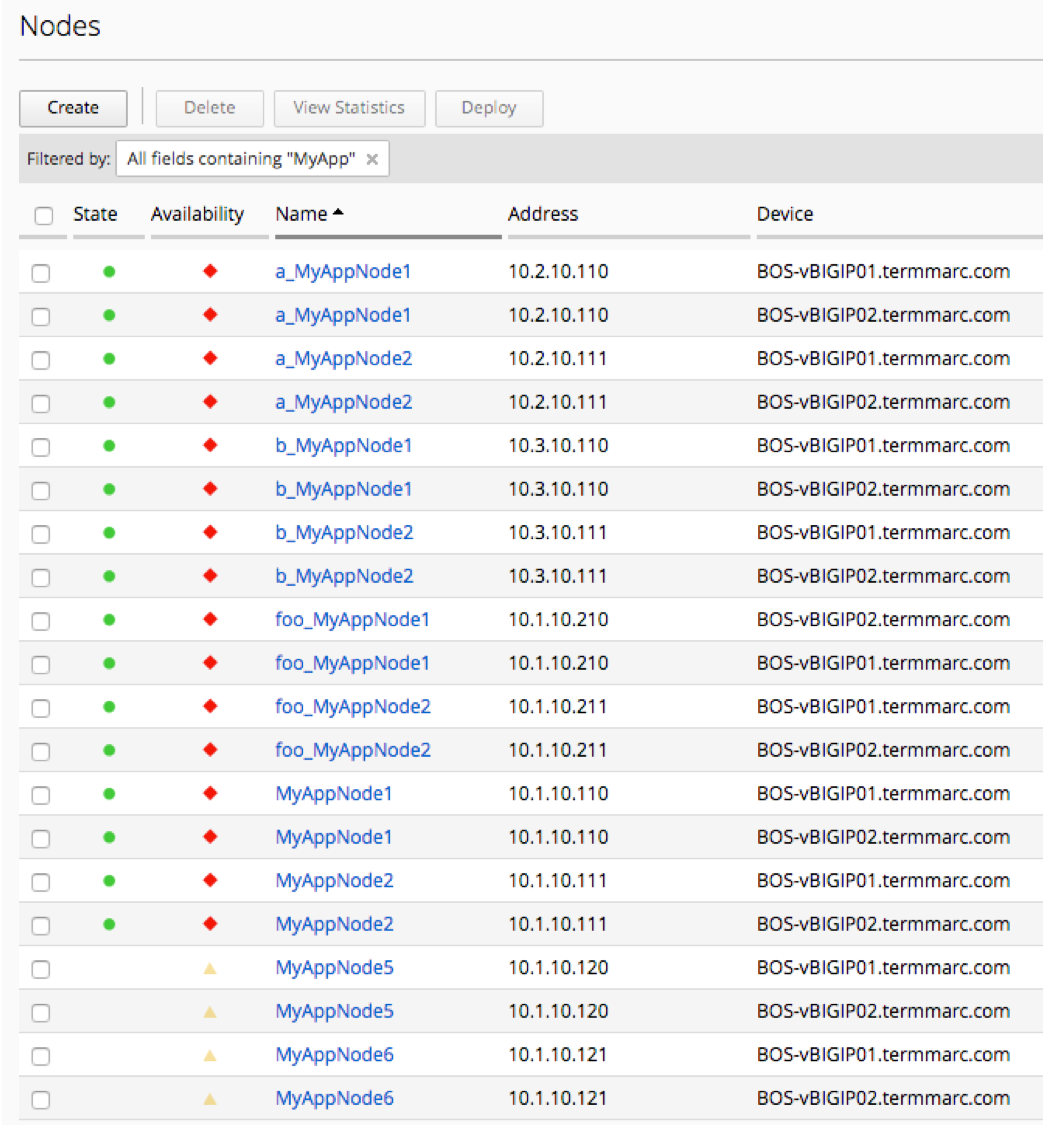 Nodes
Create Delete View Statistics Deploy
Filtered by: All fields containing "MyApp" ×
State Availability Name Address Device
a_MyAppNode1 10.2.10.110 BOS-vBIGIP01.termmarc.com
a_MyAppNode1 10.2.10.110 BOS-vBIGIP02.termmarc.com
a_MyAppNode2 10.2.10.111 BOS-vBIGIP01.termmarc.com
a_MyAppNode2 10.2.10.111 BOS-vBIGIP02.termmarc.com
b_MyAppNode1 10.3.10.110 BOS-vBIGIP01.termmarc.com
b_MyAppNode1 10.3.10.110 BOS-vBIGIP02.termmarc.com
b_MyAppNode2 10.3.10.111 BOS-vBIGIP01.termmarc.com
b_MyAppNode2 10.3.10.111 BOS-vBIGIP02.termmarc.com
foo_MyAppNode1 10.1.10.210 BOS-vBIGIP02.termmarc.com
foo_MyAppNode1 10.1.10.210 BOS-vBIGIP01.termmarc.com
foo_MyAppNode2 10.1.10.211 BOS-vBIGIP01.termmarc.com
foo_MyAppNode2 10.1.10.211 BOS-vBIGIP02.termmarc.com
MyAppNode1 10.1.10.110 BOS-vBIGIP01.termmarc.com
MyAppNode1 10.1.10.110 BOS-vBIGIP02.termmarc.com
MyAppNode2 10.1.10.111 BOS-vBIGIP01.termmarc.com
MyAppNode2 10.1.10.111 BOS-vBIGIP02.termmarc.com
MyAppNode5 10.1.10.120 BOS-vBIGIP01.termmarc.com
MyAppNode5 10.1.10.120 BOS-vBIGIP02.termmarc.com
MyAppNode6 10.1.10.121 BOS-vBIGIP01.termmarc.com
MyAppNode6 10.1.10.121 BOS-vBIGIP02.termmarc.com